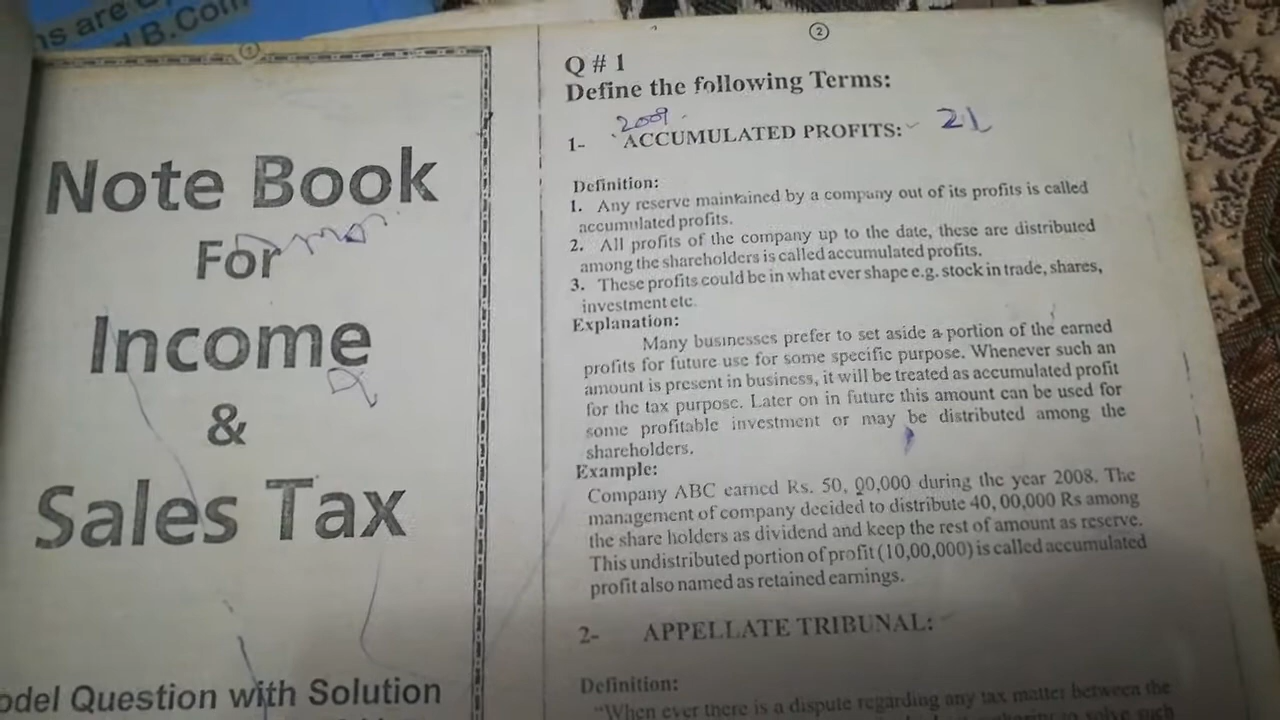 ns are
d B.Com
Note Book
For
Income
&
Sales Tax
odel Question with Solution
2
Q # 1
Define the following Terms:
2009
1- ACCUMULATED PROFITS: 21
Definition:
1. Any reserve maintained by a company out of its profits is called
accumulated profits.
2. All profits of the company up to the date, these are distributed
among the shareholders is called accumulated profits.
3. These profits could be in what ever shape e.g. stock in trade, shares,
investment etc.
Explanation:
Many businesses prefer to set aside a portion of the earned
profits for future use for some specific purpose. Whenever such an
amount is present in business, it will be treated as accumulated profit
for the tax purpose. Later on in future this amount can be used for
some profitable investment or may be distributed among the
shareholders.
Example:
Company ABC earned Rs. 50, 00,000 during the year 2008. The
management of company decided to distribute 40, 00,000 Rs among
the share holders as dividend and keep the rest of amount as reserve.
This undistributed portion of profit (10,00,000) is called accumulated
profit also named as retained earnings.
2- APPELLATE TRIBUNAL:
Definition:
"When ever there is a dispute regarding any tax matter between the
solve such